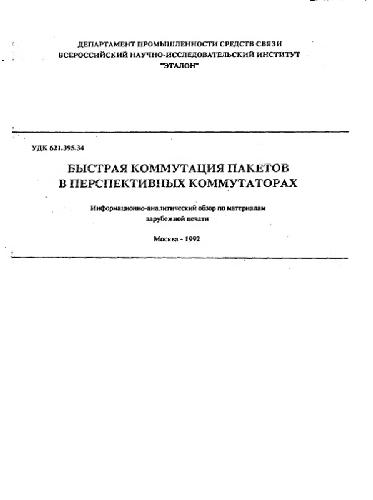 ДЕПАРТАМЕНТ ПРОМЫШЛЕННОСТИ СРЕДСТВ СВЯЗИ
ВСЕРОССИЙСКИЙ НАУЧНО-ИССЛЕДОВАТЕЛЬСКИЙ ИНСТИТУТ
"ЭТАЛОН"
УДК 621.395.34
БЫСТРАЯ КОММУТАЦИЯ ПАКЕТОВ
В ПЕРСПЕКТИВНЫХ КОММУТАТОРАХ
Информационно-аналитический обзор по материалам
зарубежной печати
Москва - 1992